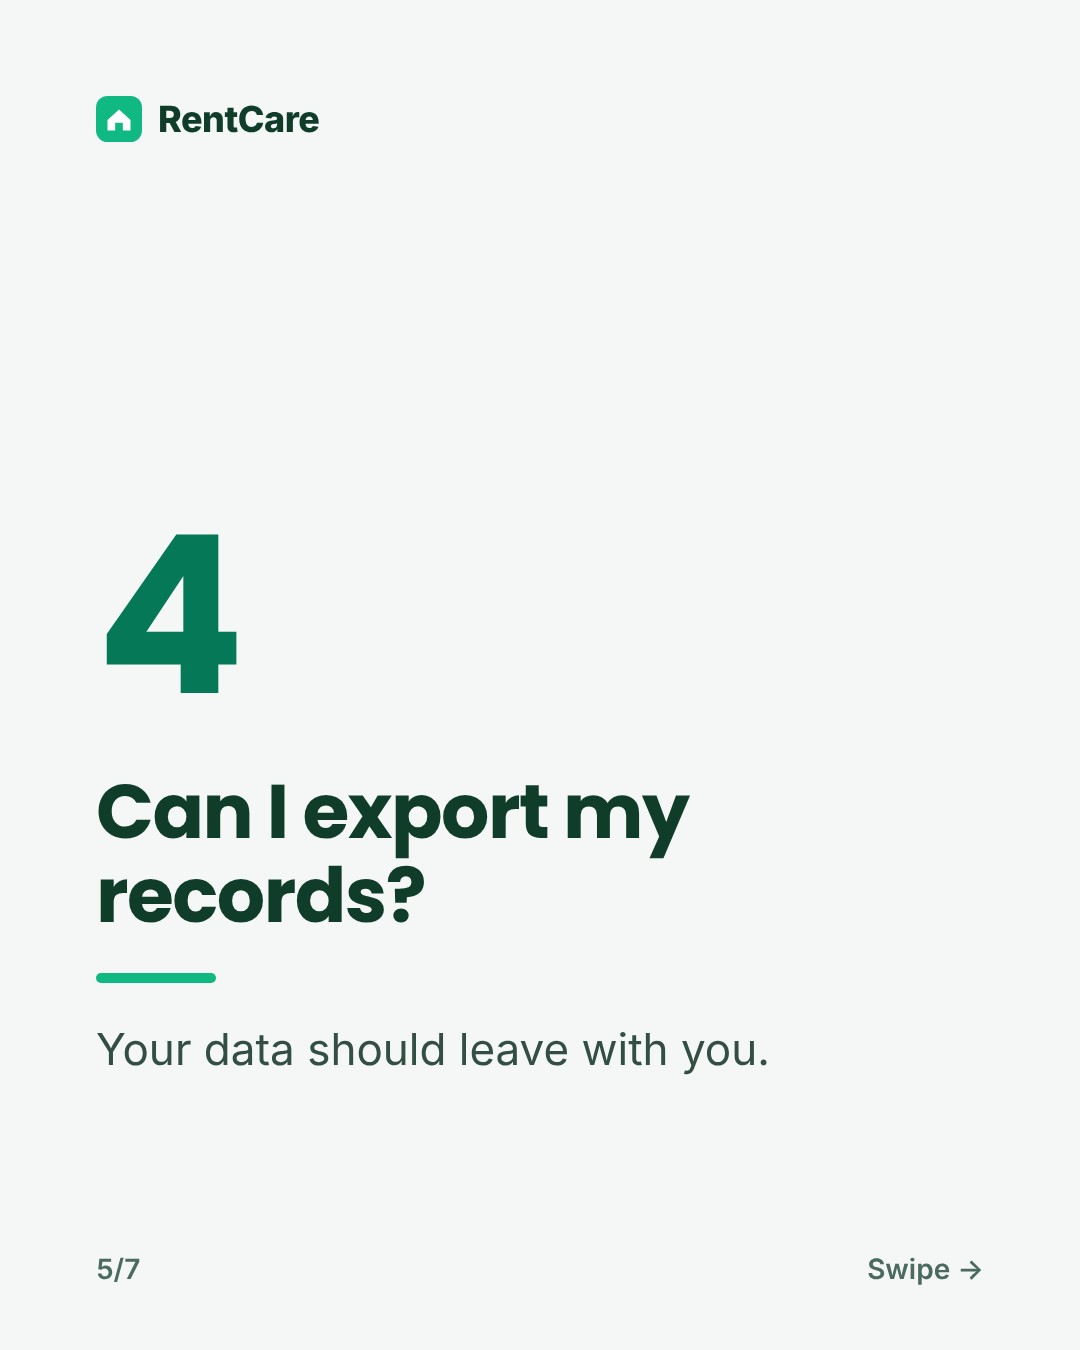 RentCare
4
Can I export my
records?
Your data should leave with you.
5/7
Swipe →